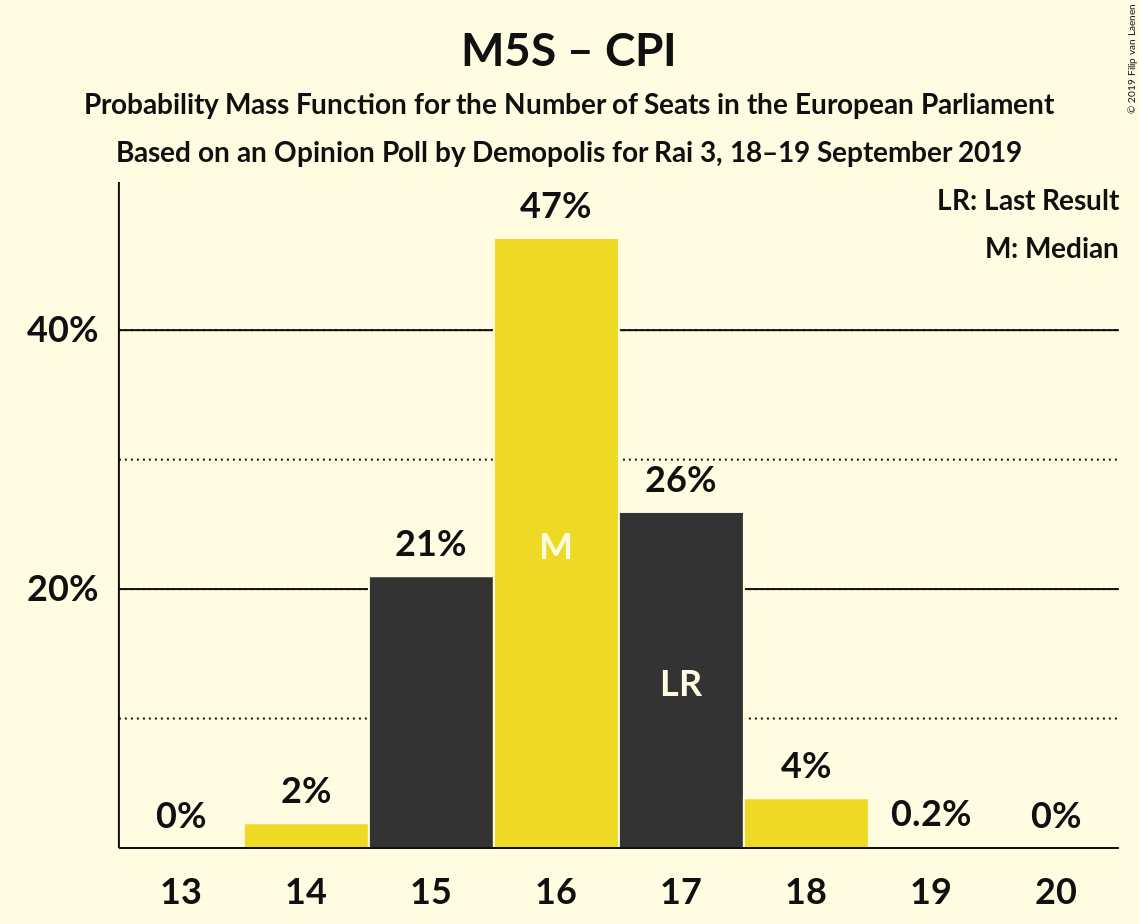 M5S – CPI
Probability Mass Function for the Number of Seats in the European Parliament
Based on an Opinion Poll by Demopolis for Rai 3, 18–19 September 2019
© 2019 Filip van Laenen
LR: Last Result
M: Median
47%
40%
26%
21%
M
20%
LR
4%
2%
0%
0.2%
0%
13 14 15 16 17 18 19 20